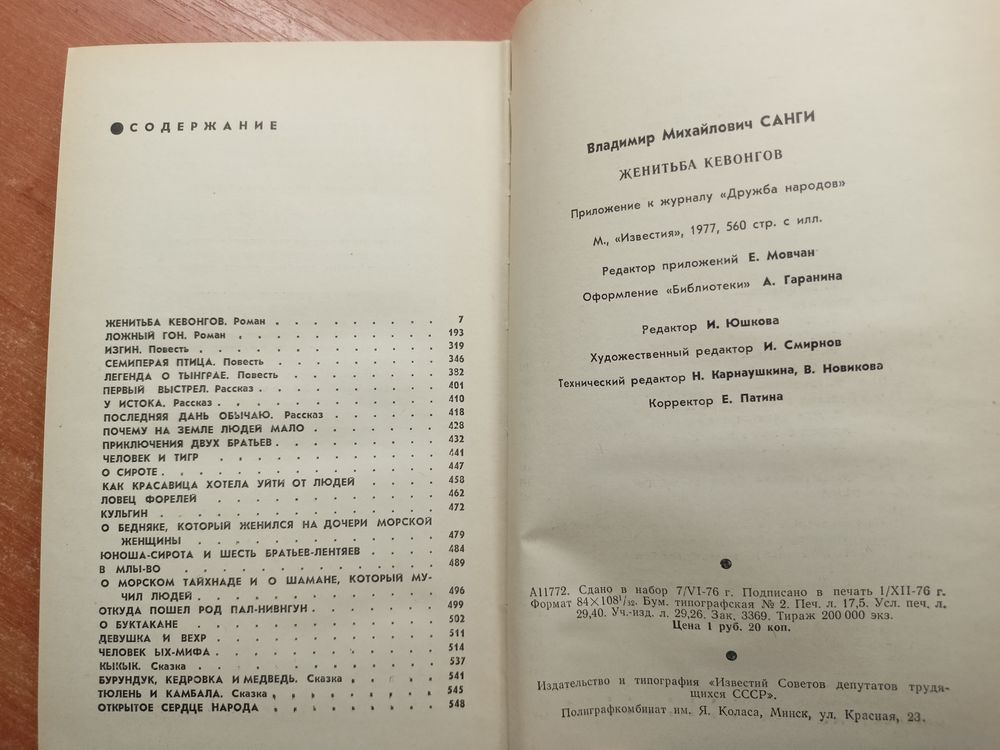 СОДЕРЖАНИЕ
ЖЕНИТЬБА КЕВОНГОВ. Роман . . . . . . . . . 7
ЛОЖНЫЙ ГОН. Роман . . . . . . . . . . . 193
ИЗГИН. Повесть . . . . . . . . . . . . 319
СЕМИПЕРАЯ ПТИЦА. Повесть . . . . . . . . . 346
ЛЕГЕНДА О ТЫНГРАЕ. Повесть . . . . . . . . 382
ПЕРВЫЙ ВЫСТРЕЛ. Рассказ . . . . . . . . . . 401
У ИСТОКА. Рассказ . . . . . . . . . . . . 410
ПОСЛЕДНЯЯ ДАНЬ ОБЫЧАЮ. Рассказ . . . . . . 418
ПОЧЕМУ НА ЗЕМЛЕ ЛЮДЕЙ МАЛО . . . . . . . 428
ПРИКЛЮЧЕНИЯ ДВУХ БРАТЬЕВ . . . . . . . . . 432
ЧЕЛОВЕК И ТИГР . . . . . . . . . . . . 441
О СИРОТЕ . . . . . . . . . . . . . . 447
КАК КРАСАВИЦА ХОТЕЛА УЙТИ ОТ ЛЮДЕЙ . . . . . 458
ЛОВЕЦ ФОРЕЛЕЙ . . . . . . . . . . . . 462
КУЛЬГИН . . . . . . . . . . . . . . 472
О БЕДНЯКЕ, КОТОРЫЙ ЖЕНИЛСЯ НА ДОЧЕРИ МОРСКОЙ
ЖЕНЩИНЫ . . . . . . . . . . . . . 479
ЮНОША-СИРОТА И ШЕСТЬ БРАТЬЕВ-ЛЕНТЯЕВ . . . . 484
В МЛЫ-ВО . . . . . . . . . . . . . 489
О МОРСКОМ ТАЙХНАДЕ И О ШАМАНЕ, КОТОРЫЙ МУ-
ЧИЛ ЛЮДЕЙ . . . . . . . . . . . . 496
ОТКУДА ПОШЕЛ РОД ПАЛ-НИВНГУН . . . . . . . 499
О БУКТАКАНЕ . . . . . . . . . . . . . 502
ДЕВУШКА И ВЕХР . . . . . . . . . . . . 511
ЧЕЛОВЕК ЫХ-МИФА . . . . . . . . . . . . 514
КЫКЫК. Сказка . . . . . . . . . . . . 537
БУРУНДУК, КЕДРОВКА И МЕДВЕДЬ. Сказка . . . . . 541
ТЮЛЕНЬ И КАМБАЛА. Сказка . . . . . . . . . 545
ОТКРЫТОЕ СЕРДЦЕ НАРОДА . . . . . . . . . . 548
Владимир Михайлович САНГИ
ЖЕНИТЬБА КЕВОНГОВ
Приложение к журналу «Дружба народов»
М., «Известия», 1977, 560 стр. с илл.
Редактор приложений Е. Мовчан
Оформление «Библиотеки» А. Гаранина
Редактор И. Юшкова
Художественный редактор И. Смирнов
Технический редактор Н. Карнаушкина, В. Новикова
Корректор Е. Патина
А11772. Сдано в набор 7/VI-76 г. Подписано в печать 1/XII-76 г.
Формат 84×108¹/₃₂. Бум. типографская № 2. Печ. л. 17,5. Усл. печ. л.
29,40. Уч.-изд. л. 29,26. Зак. 3369. Тираж 200 000 экз.
Цена 1 руб. 20 коп.
Издательство и типография «Известий Советов депутатов трудя-
щихся СССР».
Полиграфкомбинат им. Я. Коласа, Минск, ул. Красная, 23.